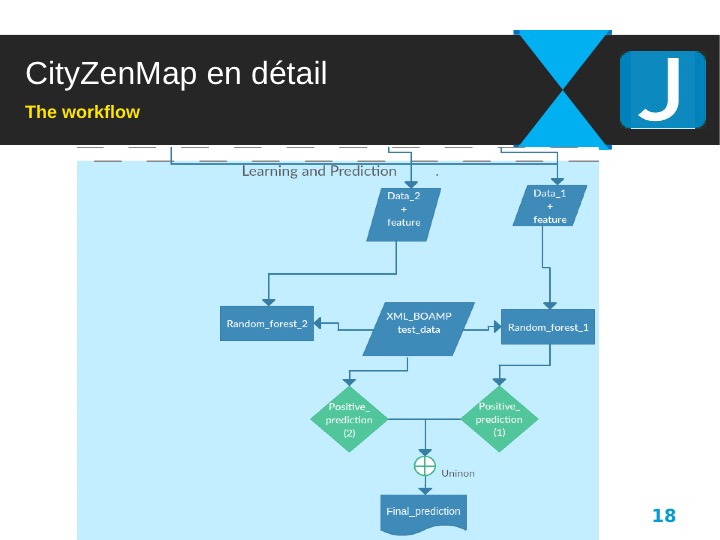 CityZenMap en détail
The workflow
J
Learning and Prediction .
Data_2
+
feature
Data_1
+
feature
XML_BOAMP
test_data
Random_forest_2
Random_forest_1
Positive_
prediction
(2)
Positive_
prediction
(1)
Uninon
Final_prediction
18